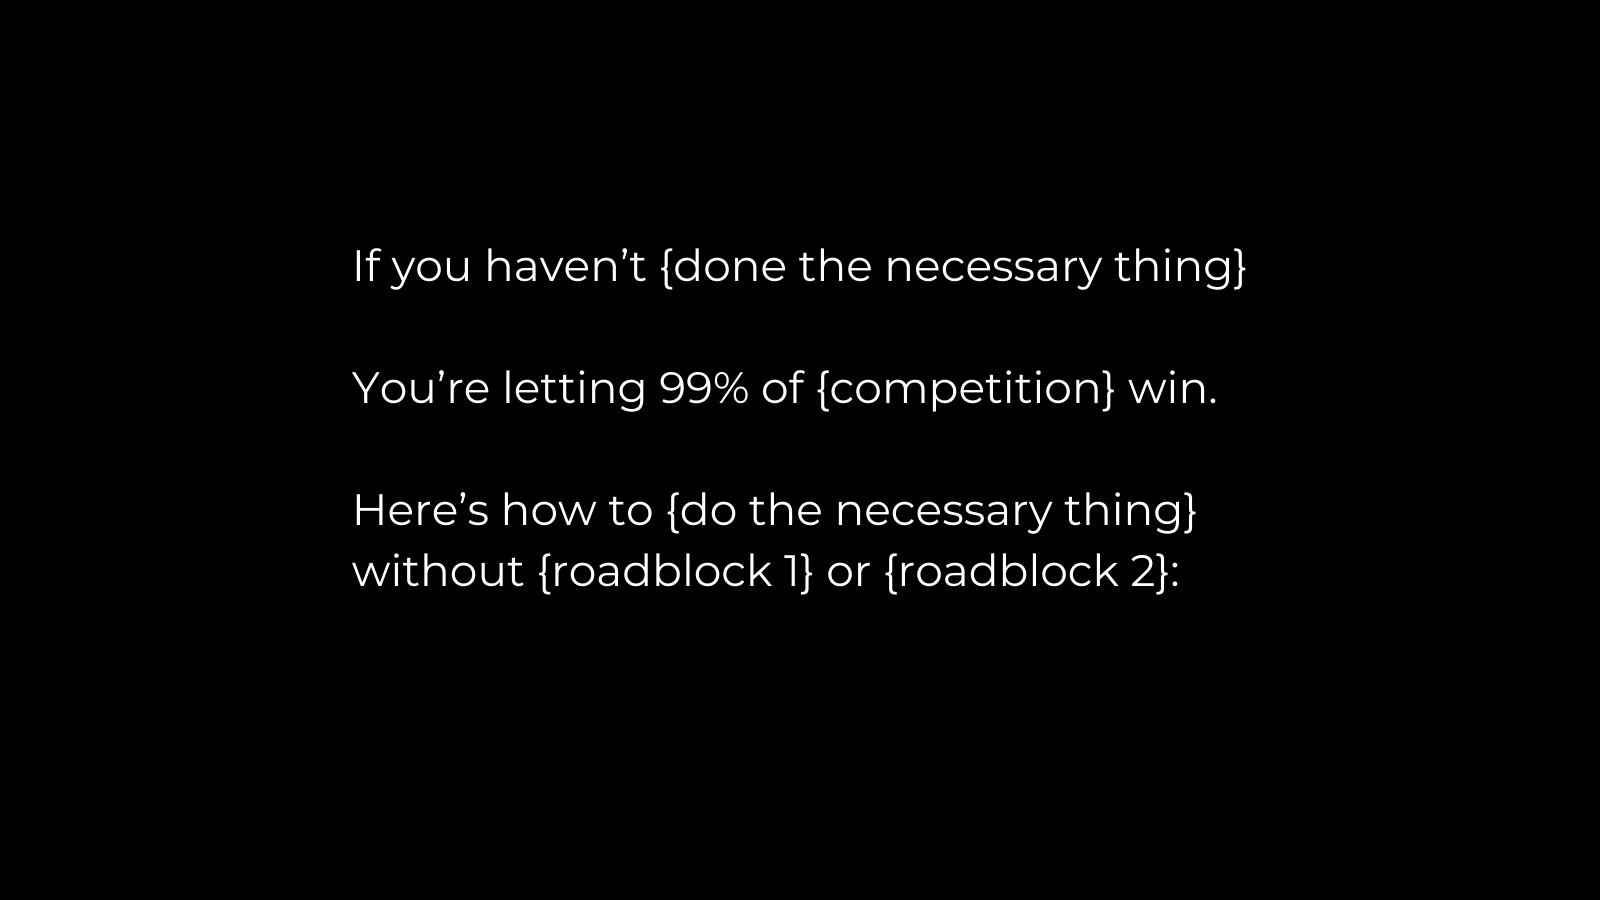 If you haven’t {done the necessary thing}
You’re letting 99% of {competition} win.
Here’s how to {do the necessary thing}
without {roadblock 1} or {roadblock 2}: